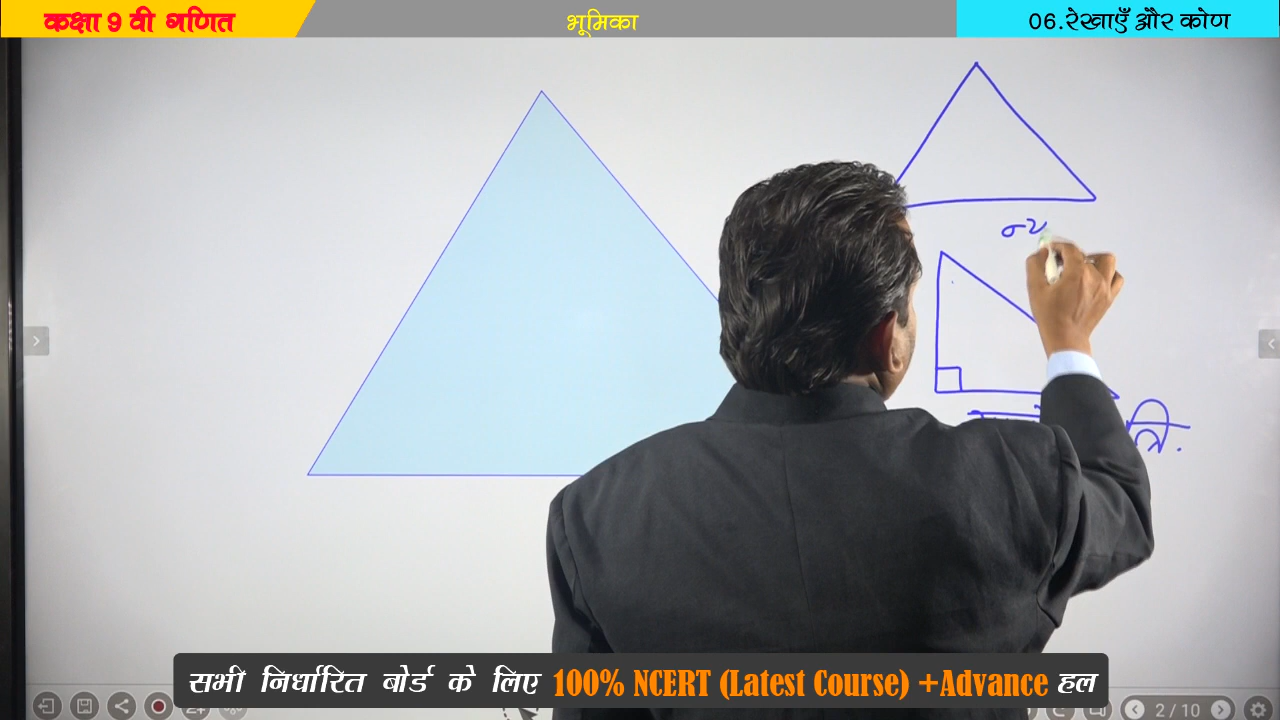 कक्षा 9 वी गणित
भूमिका
06.रेखाएँ और कोण
त्रि.
सभी निर्धारित बोर्ड के लिए 100% NCERT (Latest Course) +Advance हल
2 / 10